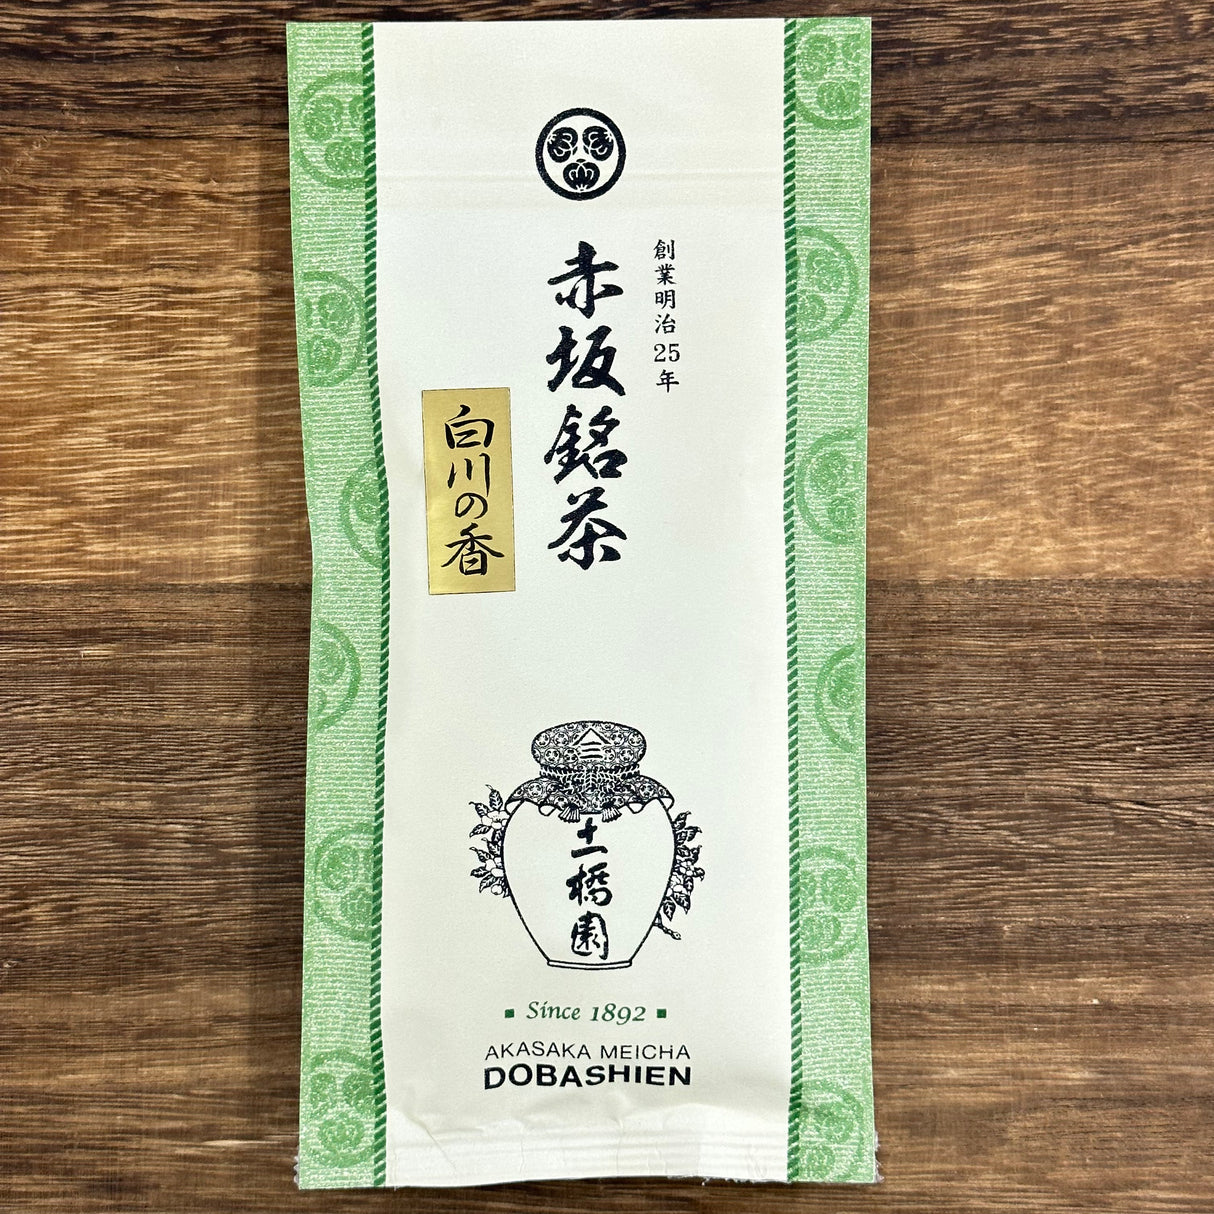 創業明治25年
赤坂銘茶
白川の香
土橋園
Since 1892
AKASAKA MEICHA
DOBASHIEN